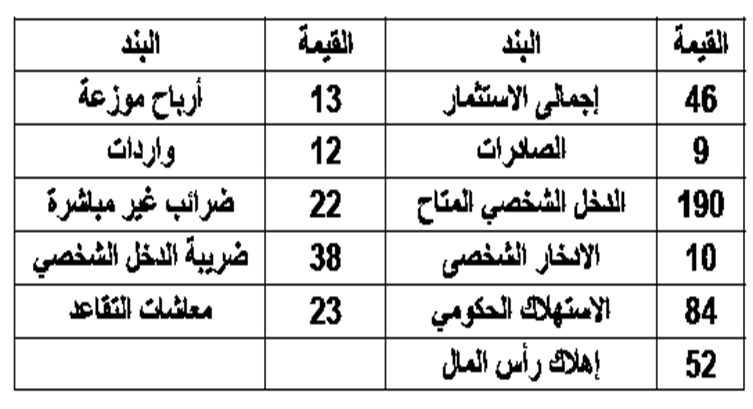 القيمة البند القيمة البند
46 إجمالى الاستثمار 13 أرباح موزعة
9 الصادرات 12 واردات
190 الدخل الشخصي المتاح 22 ضرائب غير مباشرة
10 الادخار الشخصى 38 ضريبة الدخل الشخصي
84 الاستهلاك الحكومي 23 معاشات التقاعد
52 إهلاك رأس المال